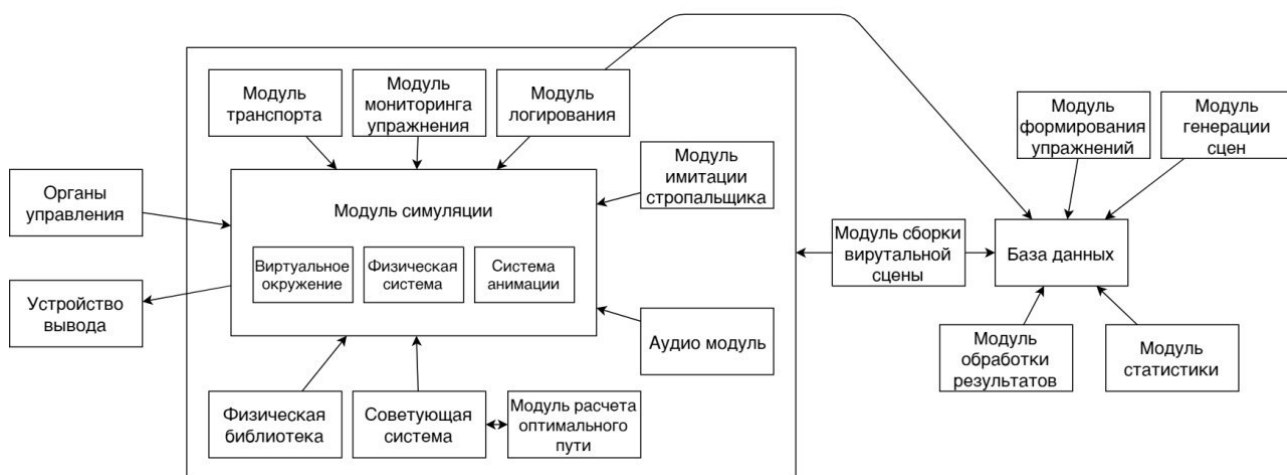 Модуль
транспорта
Модуль
мониторинга
упражнения
Модуль
логирования
Модуль
формирования
упражнений
Модуль
генерации
сцен
Органы
управления
Модуль
имитации
стропальщика
Модуль симуляции
Виртуальное
окружение
Физическая
система
Система
анимации
Модуль сборки
вирутальной
сцены
База данных
Устройство
вывода
Аудио модуль
Модуль
обработки
результатов
Модуль
статистики
Физическая
библиотека
Советующая
система
Модуль расчета
оптимального
пути